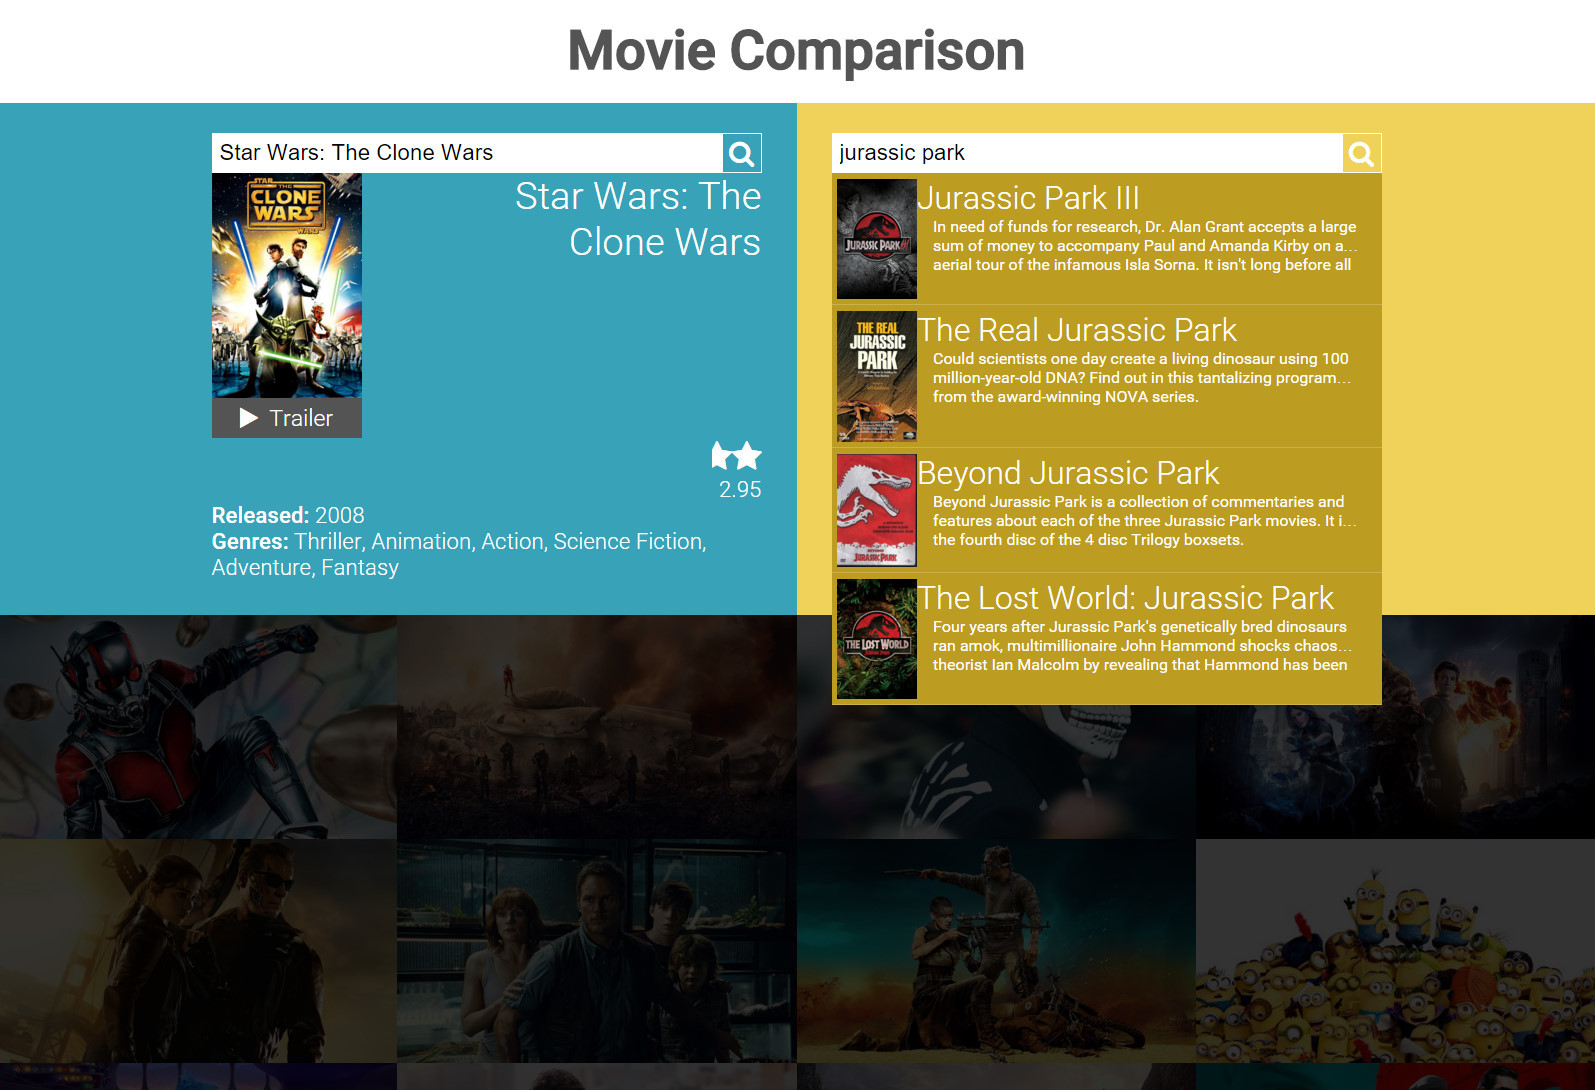 Movie Comparison
Star Wars: The Clone Wars
STAR
THE
CLONE
WARS
Star Wars: The
Clone Wars
Trailer
2.95
Released: 2008
Genres: Thriller, Animation, Action, Science Fiction,
Adventure, Fantasy
jurassic park
JURASSIC PARK
Jurassic Park III
In need of funds for research, Dr. Alan Grant accepts a large
sum of money to accompany Paul and Amanda Kirby on a...
aerial tour of the infamous Isla Sorna. It isn't long before all
THE REAL
JURASSIC
PARK
The Real Jurassic Park
Could scientists one day create a living dinosaur using 100
million-year-old DNA? Find out in this tantalizing program...
from the award-winning NOVA series.
JURASSIC PARK
Beyond Jurassic Park
Beyond Jurassic Park is a collection of commentaries and
features about each of the three Jurassic Park movies. It i...
the fourth disc of the 4 disc Trilogy boxsets.
THE LOST WORLD
The Lost World: Jurassic Park
Four years after Jurassic Park's genetically bred dinosaurs
ran amok, multimillionaire John Hammond shocks chaos...
theorist Ian Malcolm by revealing that Hammond has been